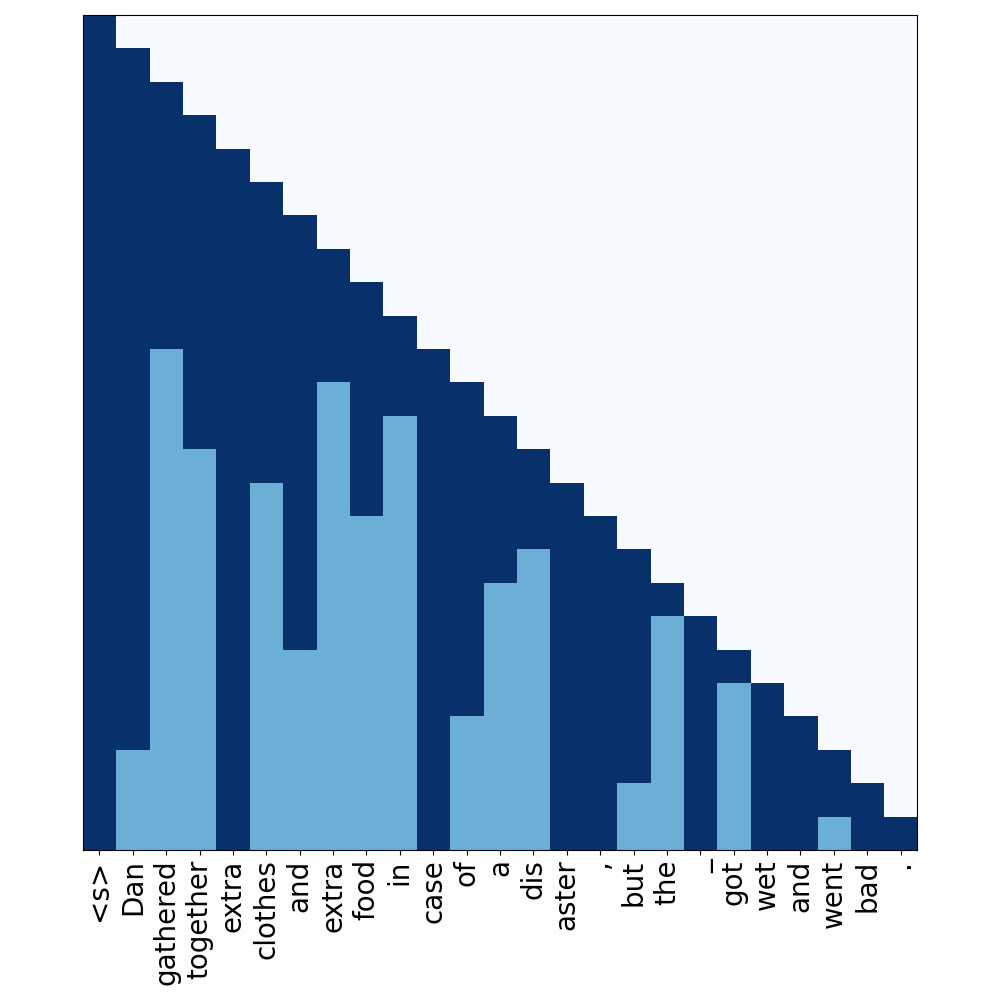 <s>
Dan
gathered
together
extra
clothes
and
extra
food
in
case
of
a
dis
aster
,
but
the
_
got
wet
and
went
bad
.